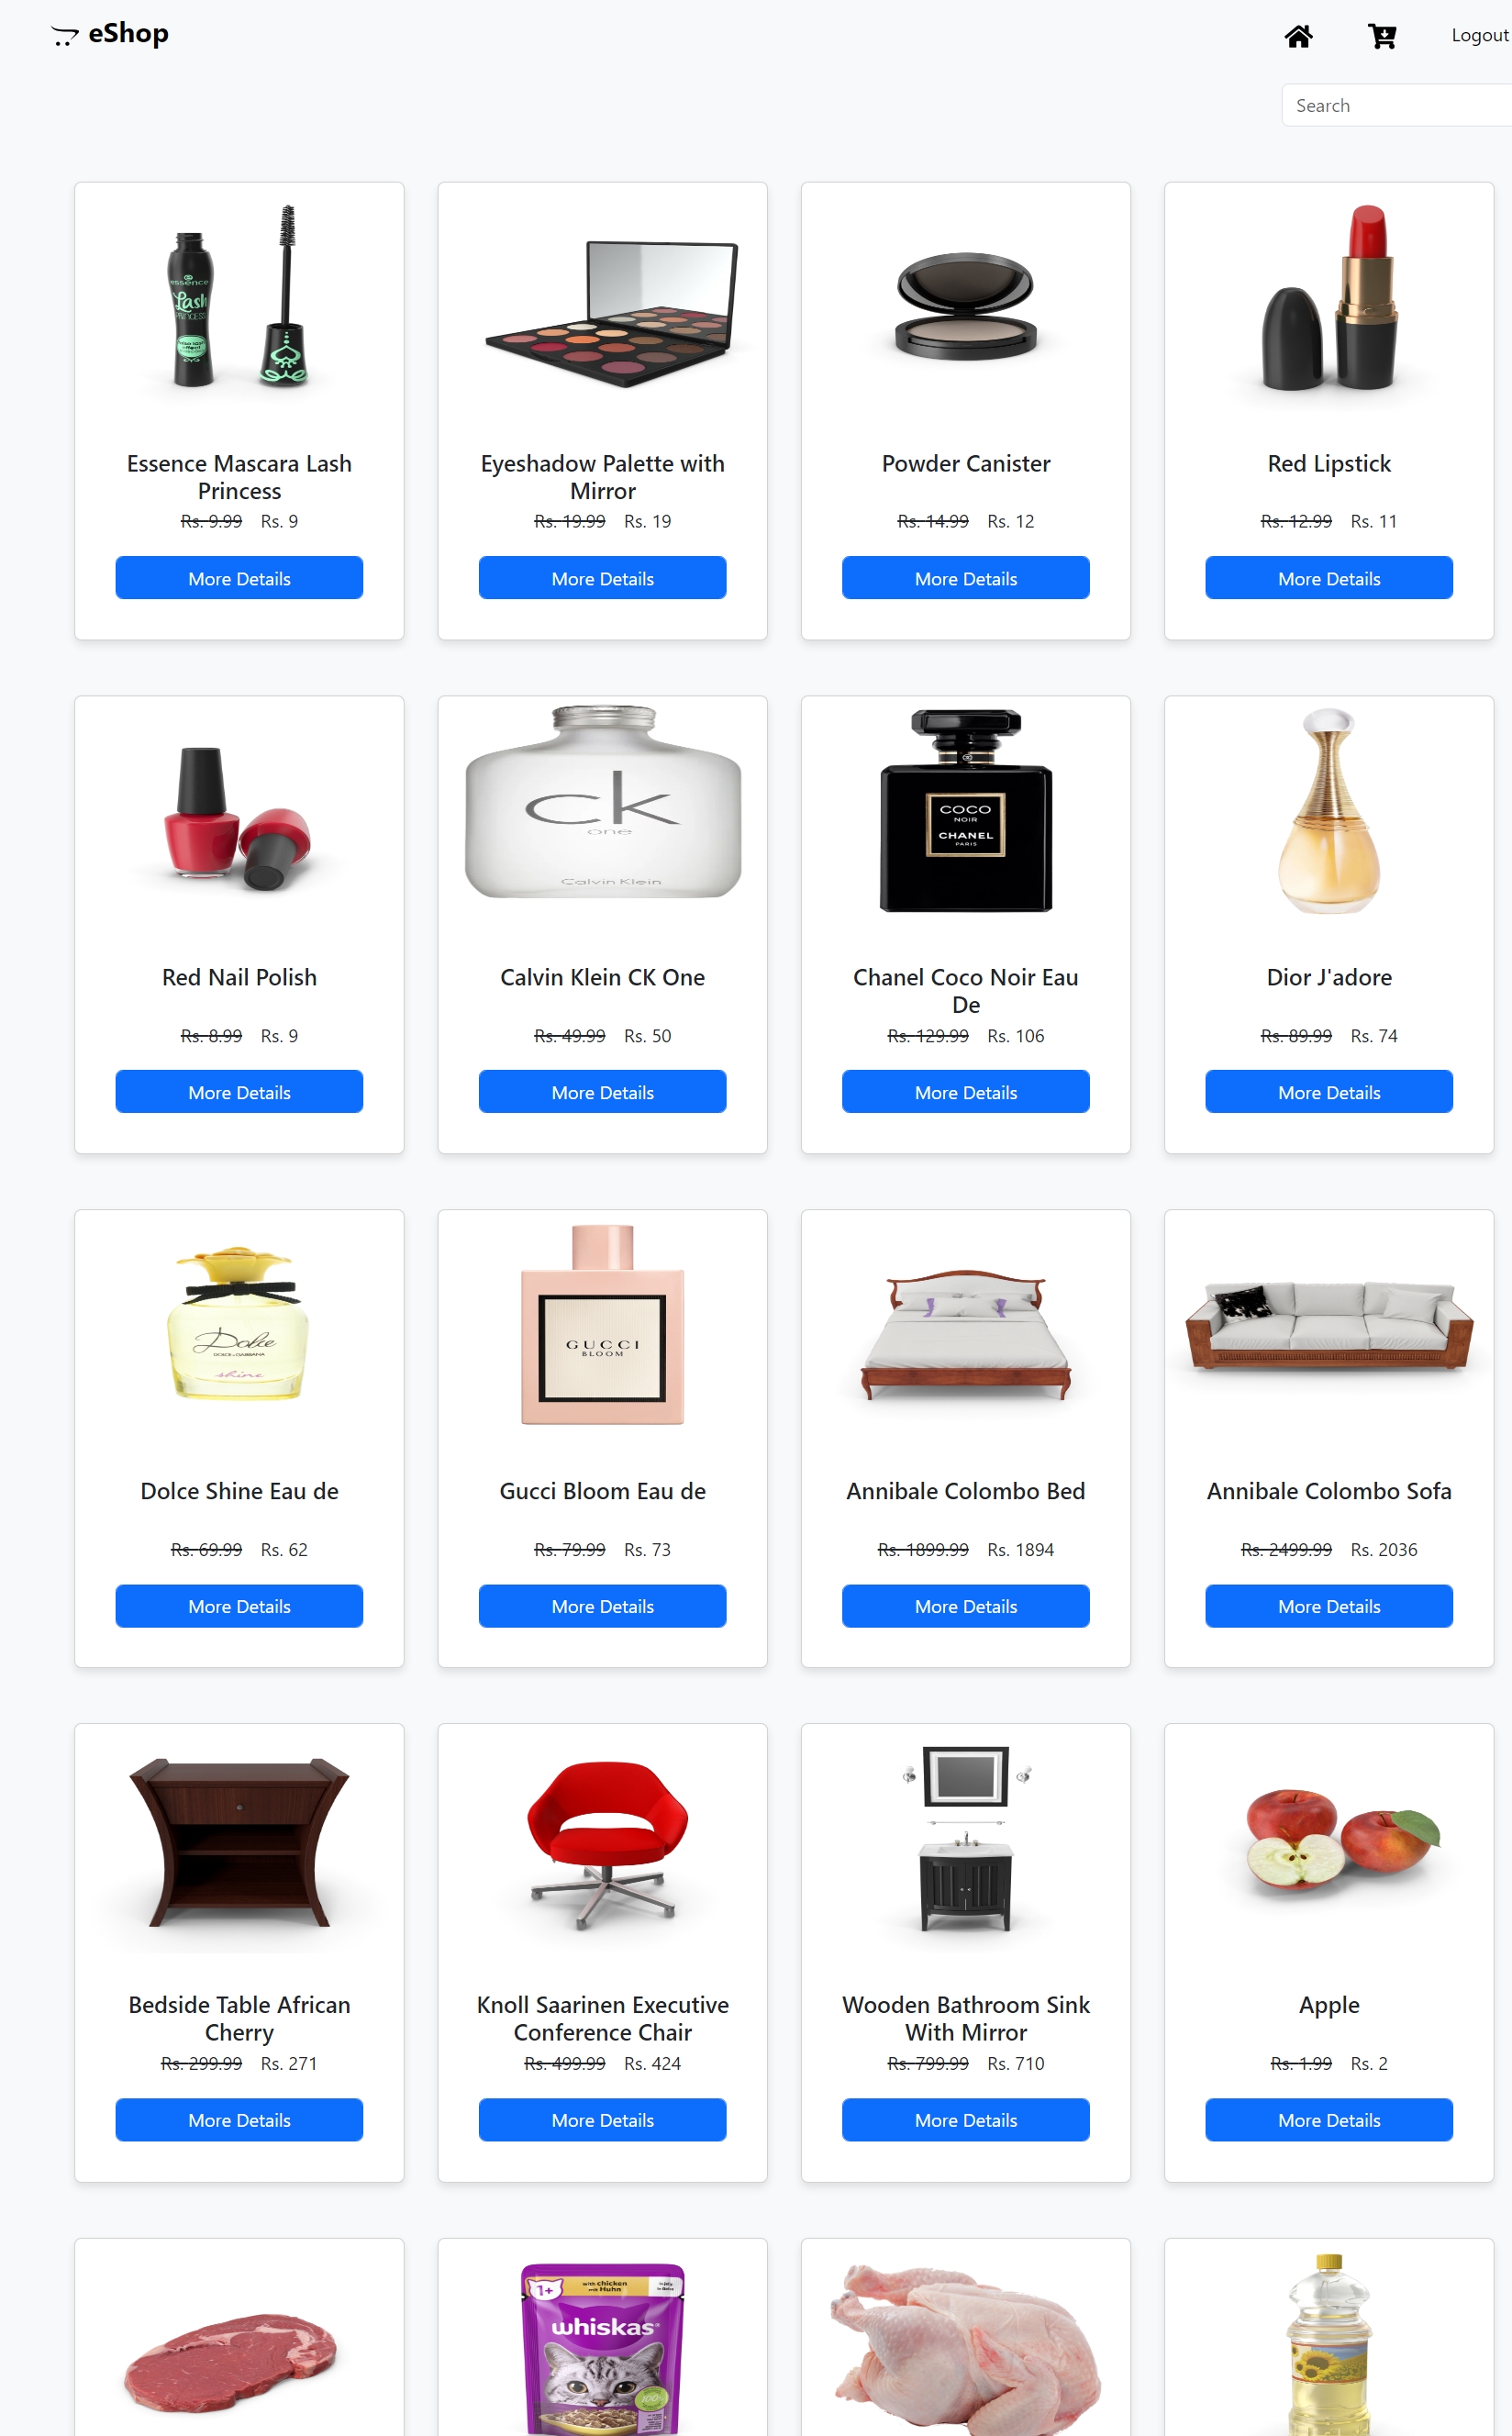 eShop
Logout
Search
essence
Lash
PRINCESS
Essence Mascara Lash
Princess
Rs. 9.99 Rs. 9
More Details
Eyeshadow Palette with
Mirror
Rs. 19.99 Rs. 19
More Details
Powder Canister
Rs. 14.99 Rs. 12
More Details
Red Lipstick
Rs. 12.99 Rs. 11
More Details
Red Nail Polish
Rs. 8.99 Rs. 9
More Details
ck
one
Calvin Klein
Calvin Klein CK One
Rs. 49.99 Rs. 50
More Details
COCO
NOIR
CHANEL
PARIS
Chanel Coco Noir Eau
De
Rs. 129.99 Rs. 106
More Details
Dior J'adore
Rs. 89.99 Rs. 74
More Details
Dolce
DOLCE & GABBANA
shine
Dolce Shine Eau de
Rs. 69.99 Rs. 62
More Details
GUCCI
BLOOM
Gucci Bloom Eau de
Rs. 79.99 Rs. 73
More Details
Annibale Colombo Bed
Rs. 1899.99 Rs. 1894
More Details
Annibale Colombo Sofa
Rs. 2499.99 Rs. 2036
More Details
Bedside Table African
Cherry
Rs. 299.99 Rs. 271
More Details
Knoll Saarinen Executive
Conference Chair
Rs. 499.99 Rs. 424
More Details
Wooden Bathroom Sink
With Mirror
Rs. 799.99 Rs. 710
More Details
Apple
Rs. 1.99 Rs. 2
More Details
1+
with chicken
mit Huhn
whiskas
100%